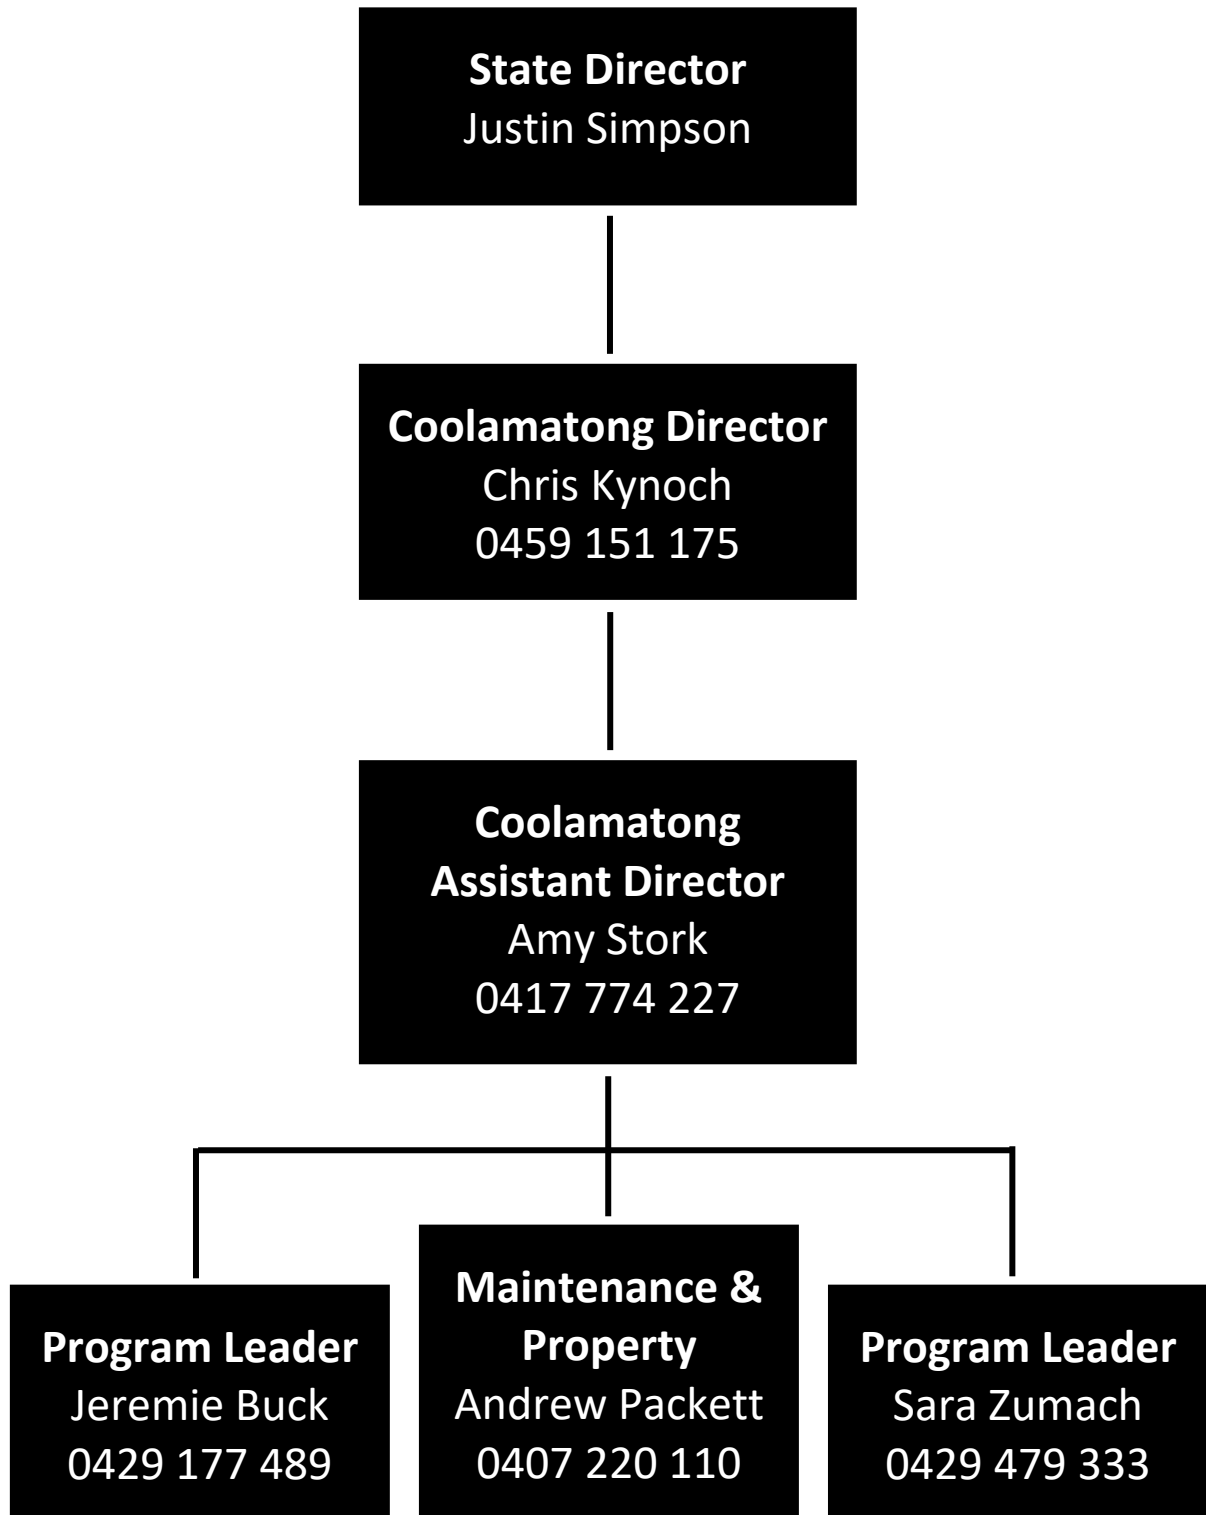 State Director
Justin Simpson
Coolamatong Director
Chris Kynoch
0459 151 175
Coolamatong
Assistant Director
Amy Stork
0417 774 227
Program Leader
Jeremie Buck
0429 177 489
Maintenance &
Property
Andrew Packett
0407 220 110
Program Leader
Sara Zumach
0429 479 333